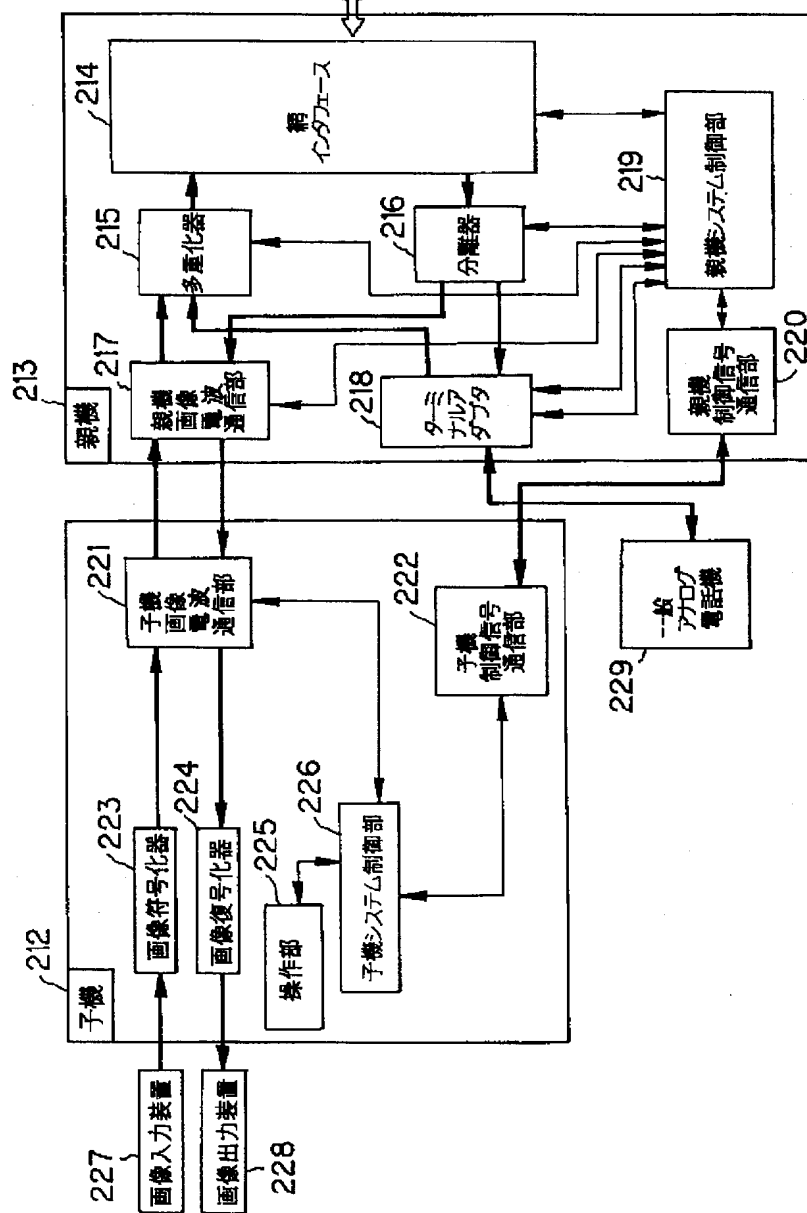 227
画像入力装置
画像出力装置
228
212
子機
223
画像符号化器
224
画像復号化器
225
操作部
226
子機システム制御部
221
子機
画像
電波
通信部
222
子機
制御信号
通信部
229
一般
アナログ
電話機
213
親機
217
親機
画像
電波
通信部
218
ターミ
ナルア
ダプタ
215
多重化器
216
分離器
214
網
インタフェース
219
親機システム制御部
220
親機
制御信号
通信部